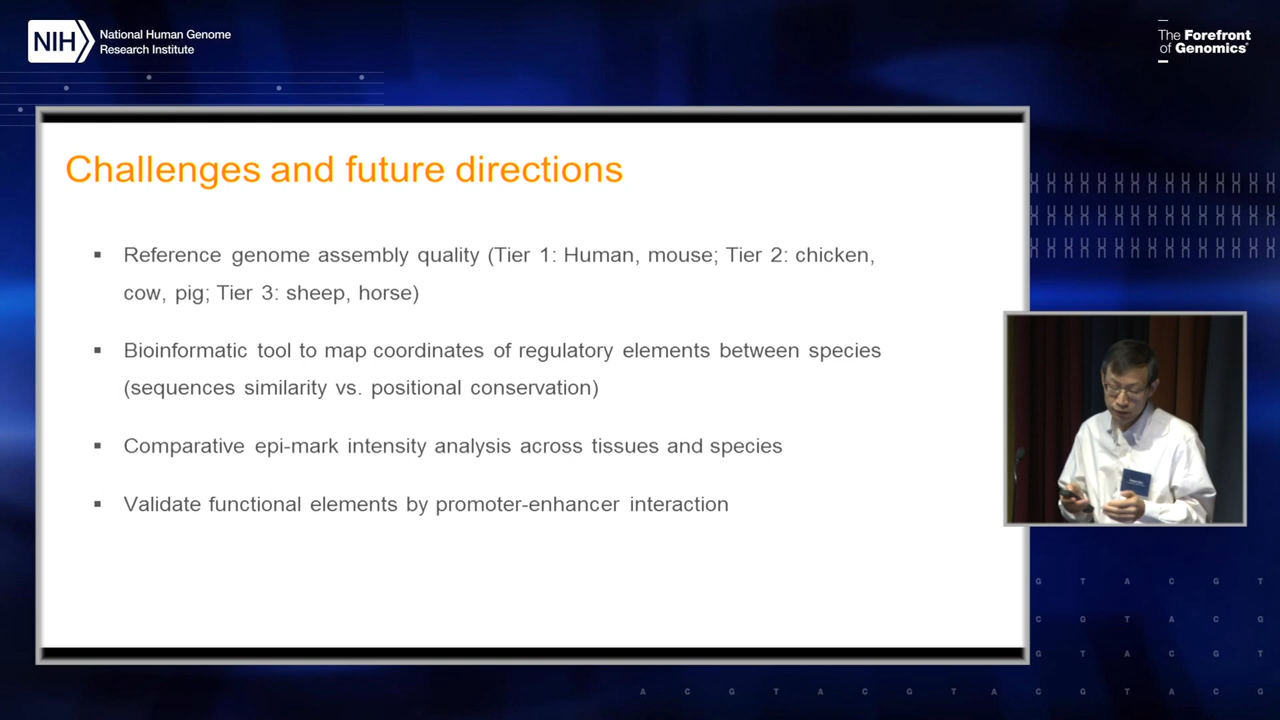 NIH
National Human Genome
Research Institute
The Forefront
of Genomics®
Challenges and future directions
▪ Reference genome assembly quality (Tier 1: Human, mouse; Tier 2: chicken,
cow, pig; Tier 3: sheep, horse)
▪ Bioinformatic tool to map coordinates of regulatory elements between species
(sequences similarity vs. positional conservation)
▪ Comparative epi-mark intensity analysis across tissues and species
▪ Validate functional elements by promoter-enhancer interaction
G T A C G T
C G T A C G
G T A C G T
A C G T A C G T A C G T A C G